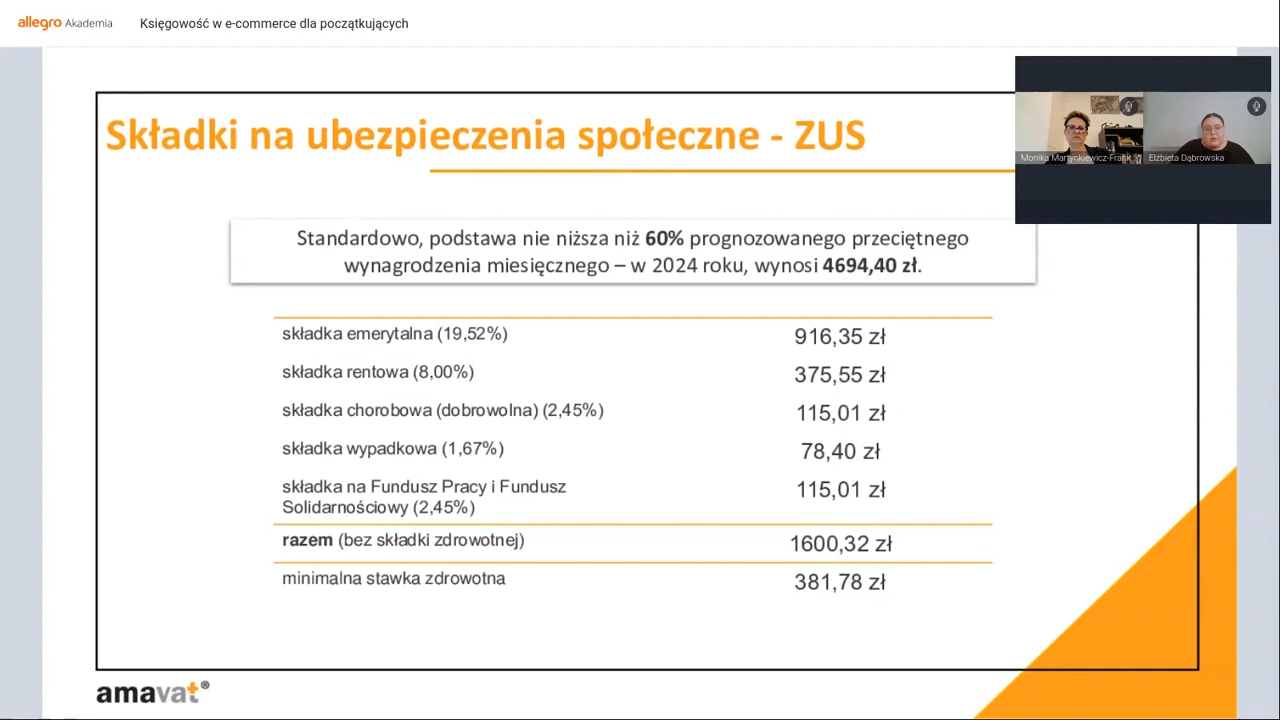 allegro Akademia
Księgowość w e-commerce dla początkujących
Składki na ubezpieczenia społeczne - ZUS
Monika Martynkiewicz-Frank
Elżbieta Dąbrowska
Standardowo, podstawa nie niższa niż 60% prognozowanego przeciętnego
wynagrodzenia miesięcznego – w 2024 roku, wynosi 4694,40 zł.
składka emerytalna (19,52%) 916,35 zł
składka rentowa (8,00%) 375,55 zł
składka chorobowa (dobrowolna) (2,45%) 115,01 zł
składka wypadkowa (1,67%) 78,40 zł
składka na Fundusz Pracy i Fundusz
Solidarnościowy (2,45%) 115,01 zł
razem (bez składki zdrowotnej) 1600,32 zł
minimalna stawka zdrowotna 381,78 zł
amavat®